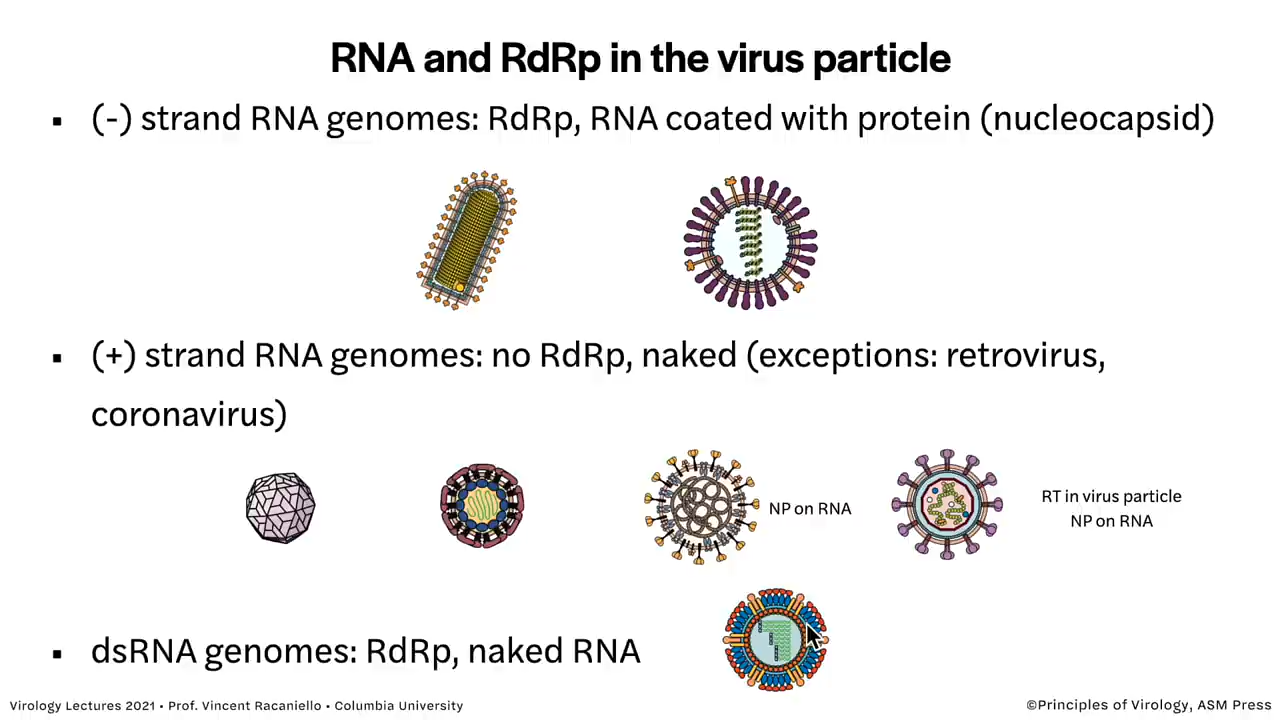 RNA and RdRp in the virus particle
▪ (-) strand RNA genomes: RdRp, RNA coated with protein (nucleocapsid)
▪ (+) strand RNA genomes: no RdRp, naked (exceptions: retrovirus,
coronavirus)
NP on RNA
RT in virus particle
NP on RNA
▪ dsRNA genomes: RdRp, naked RNA
Virology Lectures 2021 • Prof. Vincent Racaniello • Columbia University
©Principles of Virology, ASM Press